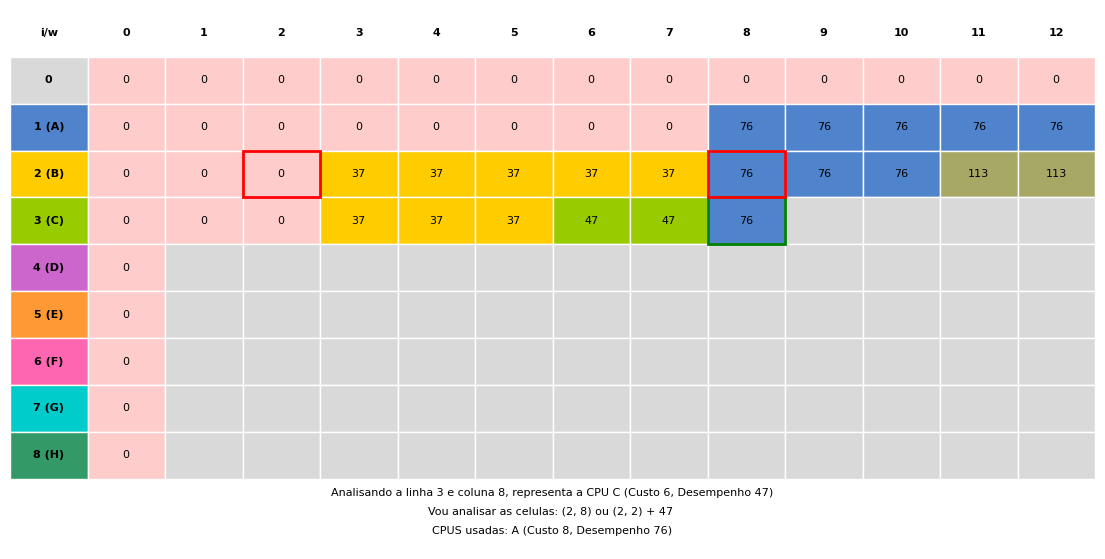 i/w 0 1 2 3 4 5 6 7 8 9 10 11 12
0 0 0 0 0 0 0 0 0 0 0 0 0 0
1 (A) 0 0 0 0 0 0 0 0 76 76 76 76 76
2 (B) 0 0 0 37 37 37 37 37 76 76 76 113 113
3 (C) 0 0 0 37 37 37 47 47 76
4 (D) 0
5 (E) 0
6 (F) 0
7 (G) 0
8 (H) 0
Analisando a linha 3 e coluna 8, representa a CPU C (Custo 6, Desempenho 47)
Vou analisar as celulas: (2, 8) ou (2, 2) + 47
CPUS usadas: A (Custo 8, Desempenho 76)